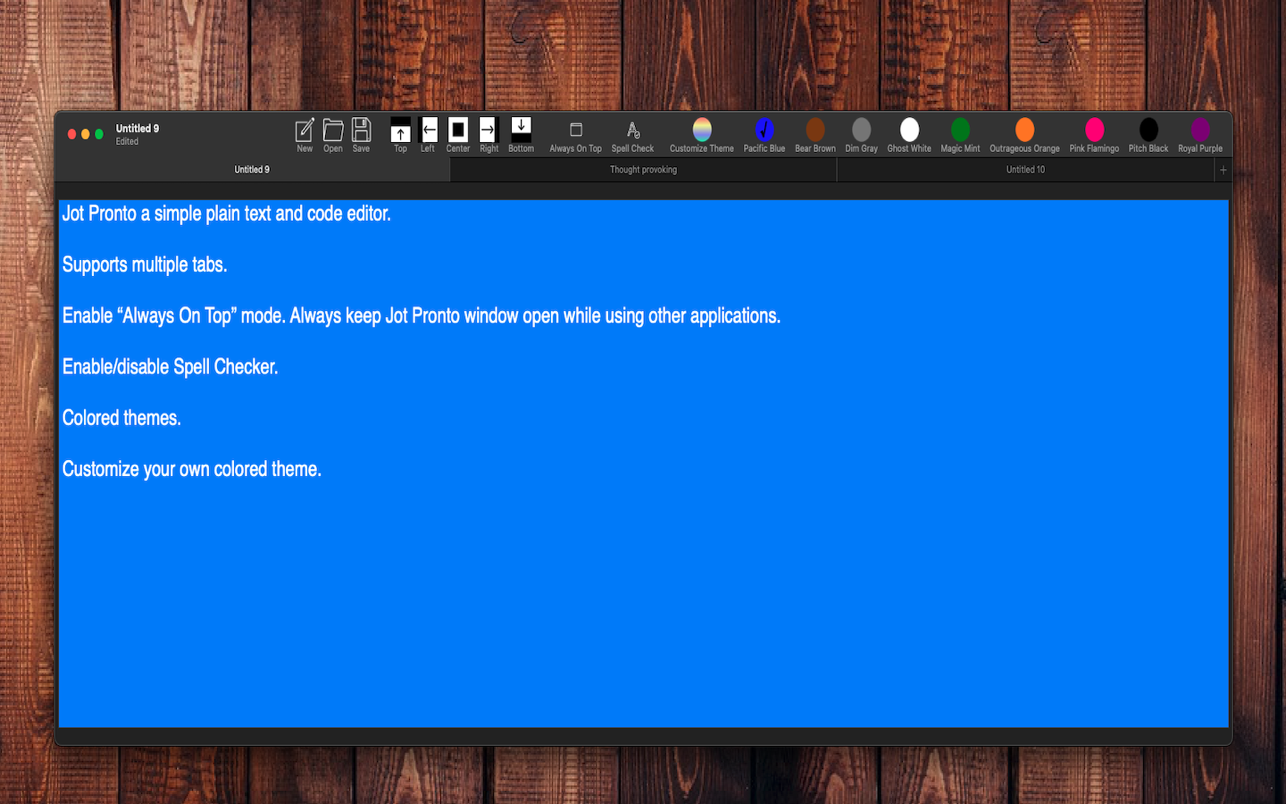 Untitled 9
Edited
New Open Save Top Left Center Right Bottom Always On Top Spell Check Customize Theme Pacific Blue Bear Brown Dim Gray Ghost White Magic Mint Outrageous Orange Pink Flamingo Pitch Black Royal Purple
Untitled 9 Thought provoking Untitled 10 +
Jot Pronto a simple plain text and code editor.
Supports multiple tabs.
Enable “Always On Top” mode. Always keep Jot Pronto window open while using other applications.
Enable/disable Spell Checker.
Colored themes.
Customize your own colored theme.